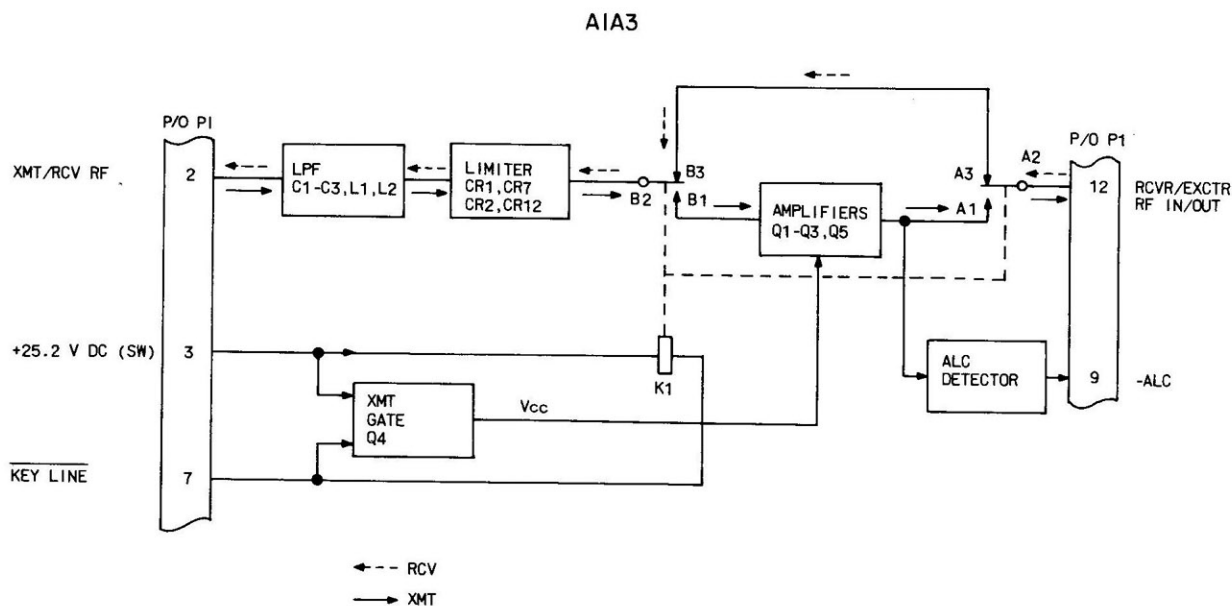 A1A3
P/O P1
P/O P1
XMT/RCV RF
2
LPF
C1-C3,L1,L2
LIMITER
CR1,CR7
CR2,CR12
B2
B3
B1
AMPLIFIERS
Q1-Q3,Q5
A1
A3
A2
12
RCVR/EXCTR
RF IN/OUT
+25.2 V DC (SW)
3
K1
ALC
DETECTOR
9
-ALC
XMT
GATE
Q4
Vcc
KEY LINE
7
RCV
XMT